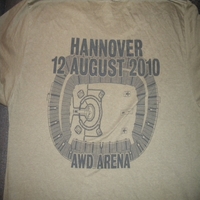 HANNOVER
12 AUGUST 2010
"AWD ARENA"